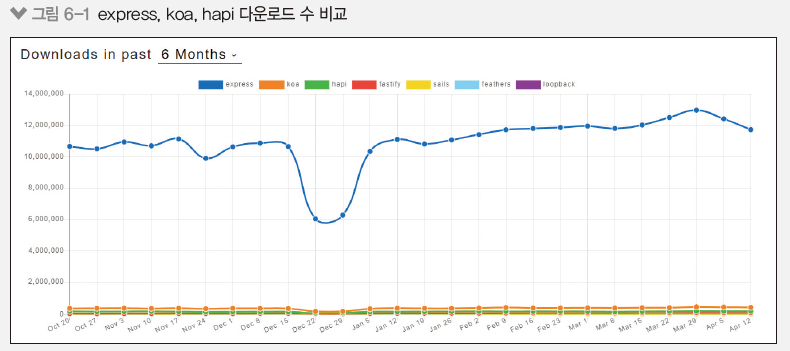 그림 6-1 express, koa, hapi 다운로드 수 비교
Downloads in past 6 Months
express koa hapi fastify sails feathers loopback
14,000,000
12,000,000
10,000,000
8,000,000
6,000,000
4,000,000
2,000,000
0
Oct 20 Oct 27 Nov 3 Nov 10 Nov 17 Nov 24 Dec 1 Dec 8 Dec 15 Dec 22 Dec 29 Jan 5 Jan 12 Jan 19 Jan 26 Feb 2 Feb 9 Feb 16 Feb 23 Mar 1 Mar 8 Mar 15 Mar 22 Mar 29 Apr 5 Apr 12